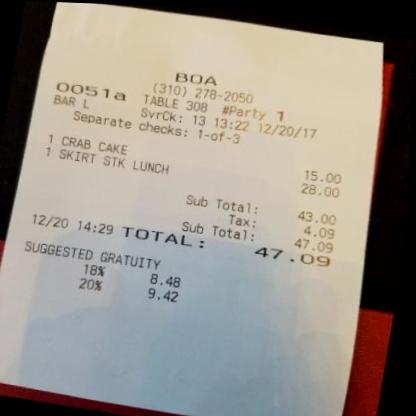 BOA
(310) 278-2050
0051a TABLE 308 #Party 1
BAR L SvrCk: 13 13:22 12/20/17
Separate checks: 1-of-3
1 CRAB CAKE 15.00
1 SKIRT STK LUNCH 28.00
Sub Total: 43.00
Tax: 4.09
Sub Total: 47.09
12/20 14:29 TOTAL: 47.09
SUGGESTED GRATUITY
18% 8.48
20% 9.42